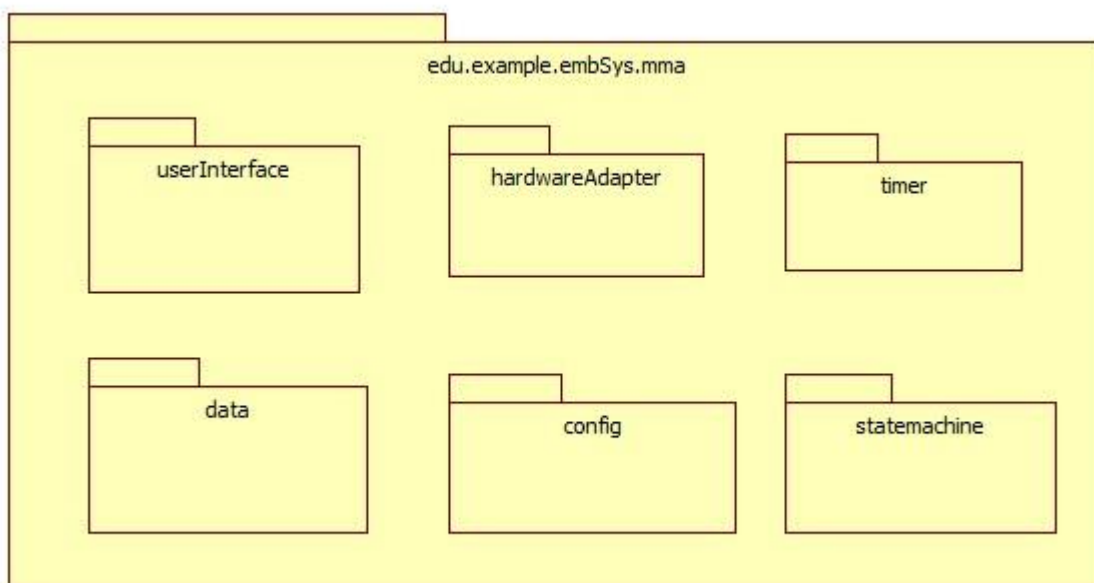 edu.example.embSys.mma
userInterface
hardwareAdapter
timer
data
config
statemachine